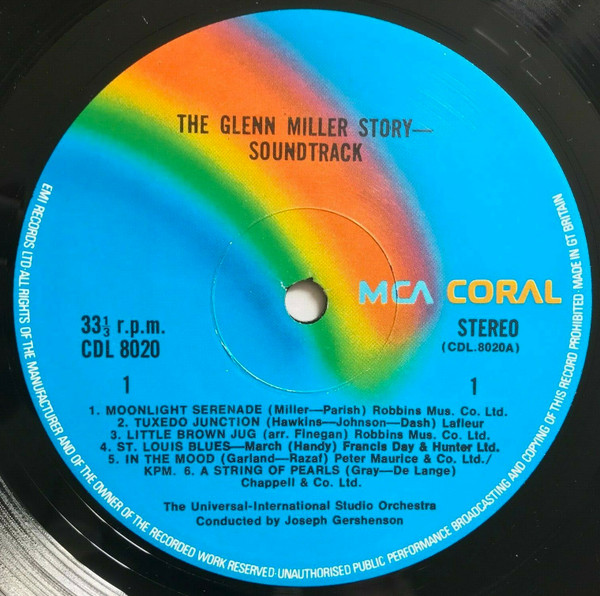 THE GLENN MILLER STORY—
SOUNDTRACK
MCA CORAL
33⅓ r.p.m.
CDL 8020
STEREO
(CDL.8020A)
1
1
1. MOONLIGHT SERENADE (Miller—Parish) Robbins Mus. Co. Ltd.
2. TUXEDO JUNCTION (Hawkins—Johnson—Dash) Lafleur
3. LITTLE BROWN JUG (arr. Finegan) Robbins Mus. Co. Ltd.
4. ST. LOUIS BLUES—March (Handy) Francis Day & Hunter Ltd.
5. IN THE MOOD (Garland—Razaf) Peter Maurice & Co. Ltd./
KPM. 6. A STRING OF PEARLS (Gray—De Lange)
Chappell & Co. Ltd.
The Universal-International Studio Orchestra
Conducted by Joseph Gershenson
EMI RECORDS LTD·ALL RIGHTS OF THE MANUFACTURER AND OF THE OWNER OF THE RECORDED WORK RESERVED·UNAUTHORISED PUBLIC PERFORMANCE BROADCASTING AND COPYING OF THIS RECORD PROHIBITED·MADE IN GT BRITAIN